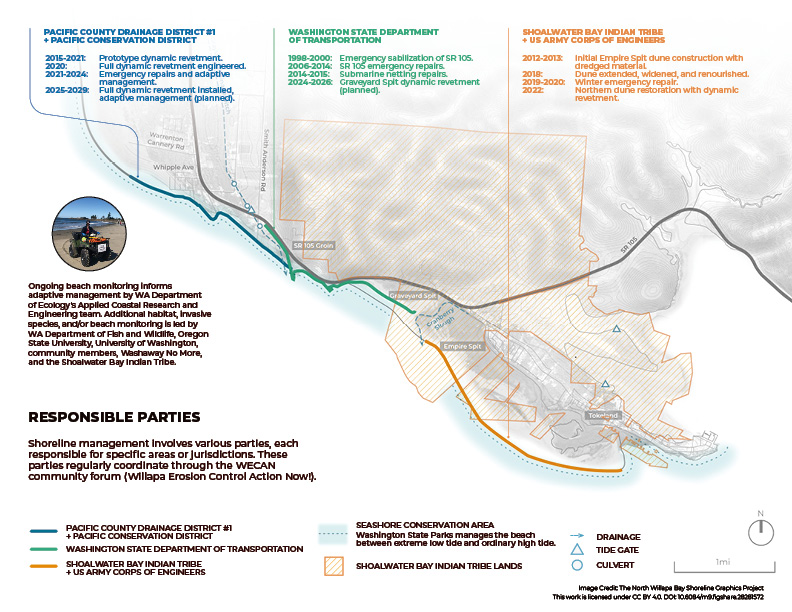 PACIFIC COUNTY DRAINAGE DISTRICT #1
+ PACIFIC CONSERVATION DISTRICT
2015-2021: Prototype dynamic revetment.
2020: Full dynamic revetment engineered.
2021-2024: Emergency repairs and adaptive
management.
2025-2029: Full dynamic revetment installed,
adaptive management (planned).
WASHINGTON STATE DEPARTMENT
OF TRANSPORTATION
1998-2000: Emergency sabilization of SR 105.
2006-2014: SR 105 emergency repairs.
2014-2015: Submarine netting repairs.
2024-2026: Graveyard Spit dynamic revetment
(planned).
SHOALWATER BAY INDIAN TRIBE
+ US ARMY CORPS OF ENGINEERS
2012-2013: Initial Empire Spit dune construction with
dredged material.
2018: Dune extended, widened, and renourished.
2019-2020: Winter emergency repair.
2022: Northern dune restoration with dynamic
revetment.
Warrenton
Cannery Rd
Whipple Ave
Smith Anderson Rd
SR 105 Groin
SR 105
Graveyard Spit
Cranberry
Slough
Empire Spit
Tokeland
Ongoing beach monitoring informs
adaptive management by WA Department
of Ecology's Applied Coastal Research and
Engineering team. Additional habitat, invasive
species, and/or beach monitoring is led by
WA Department of Fish and Wildlife, Oregon
State University, University of Washington,
community members, Washaway No More,
and the Shoalwater Bay Indian Tribe.
RESPONSIBLE PARTIES
Shoreline management involves various parties, each
responsible for specific areas or jurisdictions. These
parties regularly coordinate through the WECAN
community forum (Willapa Erosion Control Action Now!).
PACIFIC COUNTY DRAINAGE DISTRICT #1
+ PACIFIC CONSERVATION DISTRICT
WASHINGTON STATE DEPARTMENT OF TRANSPORTATION
SHOALWATER BAY INDIAN TRIBE
+ US ARMY CORPS OF ENGINEERS
SEASHORE CONSERVATION AREA
Washington State Parks manages the beach
between extreme low tide and ordinary high tide.
SHOALWATER BAY INDIAN TRIBE LANDS
DRAINAGE
TIDE GATE
CULVERT
N
1mi
Image Credit: The North Willapa Bay Shoreline Graphics Project
This work is licensed under CC BY 4.0. DOI: 10.6084/m9.figshare.28281572